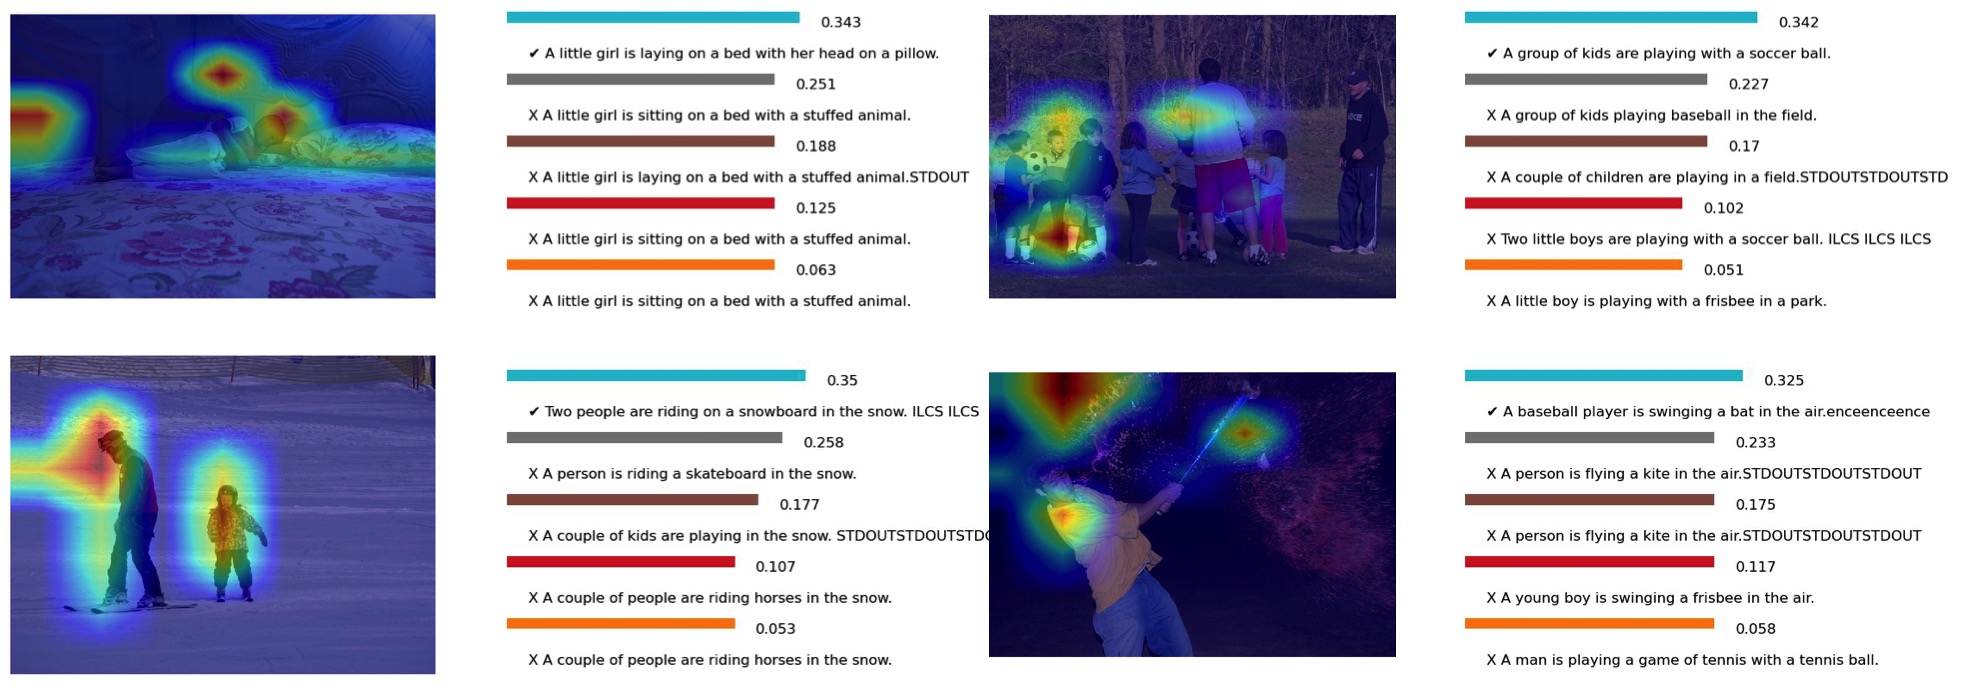 0.343
✔ A little girl is laying on a bed with her head on a pillow.
0.251
X A little girl is sitting on a bed with a stuffed animal.
0.188
X A little girl is laying on a bed with a stuffed animal.STDOUT
0.125
X A little girl is sitting on a bed with a stuffed animal.
0.063
X A little girl is sitting on a bed with a stuffed animal.
0.342
✔ A group of kids are playing with a soccer ball.
0.227
X A group of kids playing baseball in the field.
0.17
X A couple of children are playing in a field.STDOUTSTDOUTSTD
0.102
X Two little boys are playing with a soccer ball. ILCS ILCS ILCS
0.051
X A little boy is playing with a frisbee in a park.
0.35
✔ Two people are riding on a snowboard in the snow. ILCS ILCS
0.258
X A person is riding a skateboard in the snow.
0.177
X A couple of kids are playing in the snow. STDOUTSTDOUTSTDO
0.107
X A couple of people are riding horses in the snow.
0.053
X A couple of people are riding horses in the snow.
0.325
✔ A baseball player is swinging a bat in the air.enceenceence
0.233
X A person is flying a kite in the air.STDOUTSTDOUTSTDOUT
0.175
X A person is flying a kite in the air.STDOUTSTDOUTSTDOUT
0.117
X A young boy is swinging a frisbee in the air.
0.058
X A man is playing a game of tennis with a tennis ball.